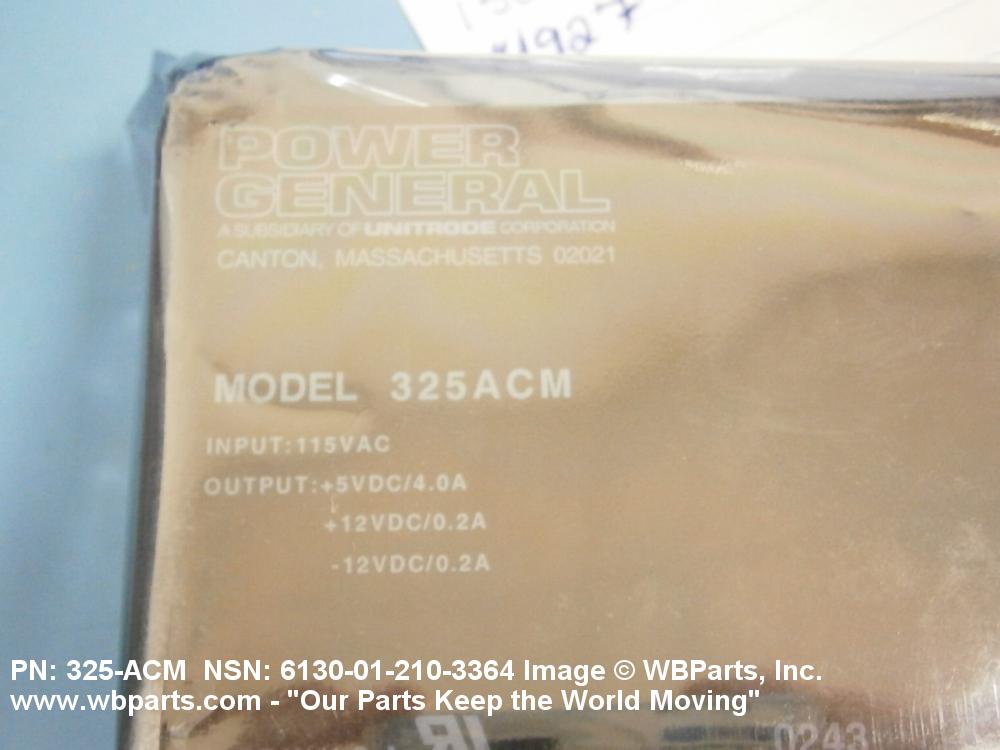 1927
POWER
GENERAL
A SUBSIDIARY OF UNITRODE CORPORATION
CANTON, MASSACHUSETTS 02021
MODEL 325ACM
INPUT:115VAC
OUTPUT:+5VDC/4.0A
+12VDC/0.2A
-12VDC/0.2A
PN: 325-ACM NSN: 6130-01-210-3364 Image © WBParts, Inc.
www.wbparts.com - "Our Parts Keep the World Moving"
0243